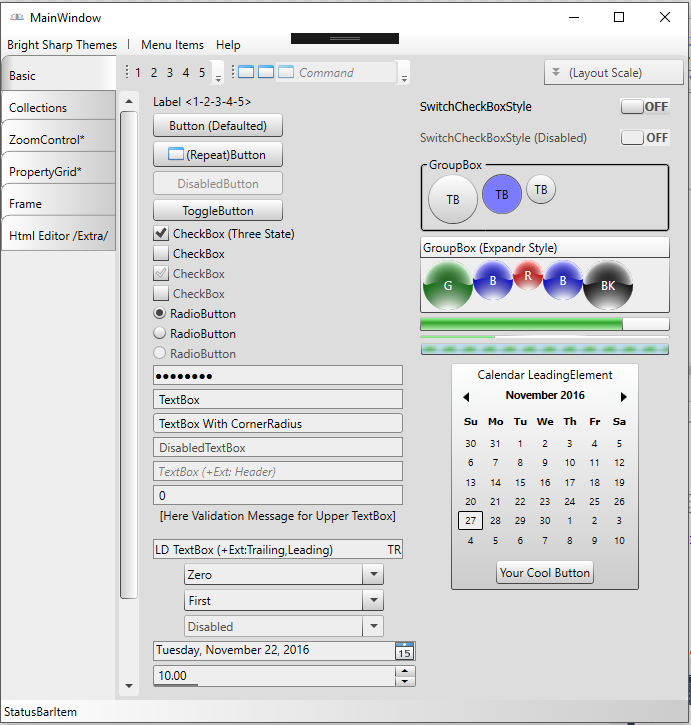 MainWindow
Bright Sharp Themes | Menu Items Help
Basic
Collections
ZoomControl*
PropertyGrid*
Frame
Html Editor /Extra/
1 2 3 4 5 Command (Layout Scale)
Label <1-2-3-4-5>
Button (Defaulted)
(Repeat)Button
DisabledButton
ToggleButton
CheckBox (Three State)
CheckBox
CheckBox
CheckBox
RadioButton
RadioButton
RadioButton
TextBox
TextBox With CornerRadius
DisabledTextBox
TextBox (+Ext: Header)
0
[Here Validation Message for Upper TextBox]
LD TextBox (+Ext:Trailing,Leading) TR
Zero
First
Disabled
Tuesday, November 22, 2016 15
10.00
SwitchCheckBoxStyle OFF
SwitchCheckBoxStyle (Disabled) OFF
GroupBox
TB TB TB
GroupBox (Expandr Style)
G B R B BK
Calendar LeadingElement
November 2016
Su Mo Tu We Th Fr Sa
30 31 1 2 3 4 5
6 7 8 9 10 11 12
13 14 15 16 17 18 19
20 21 22 23 24 25 26
27 28 29 30 1 2 3
4 5 6 7 8 9 10
Your Cool Button
StatusBarItem